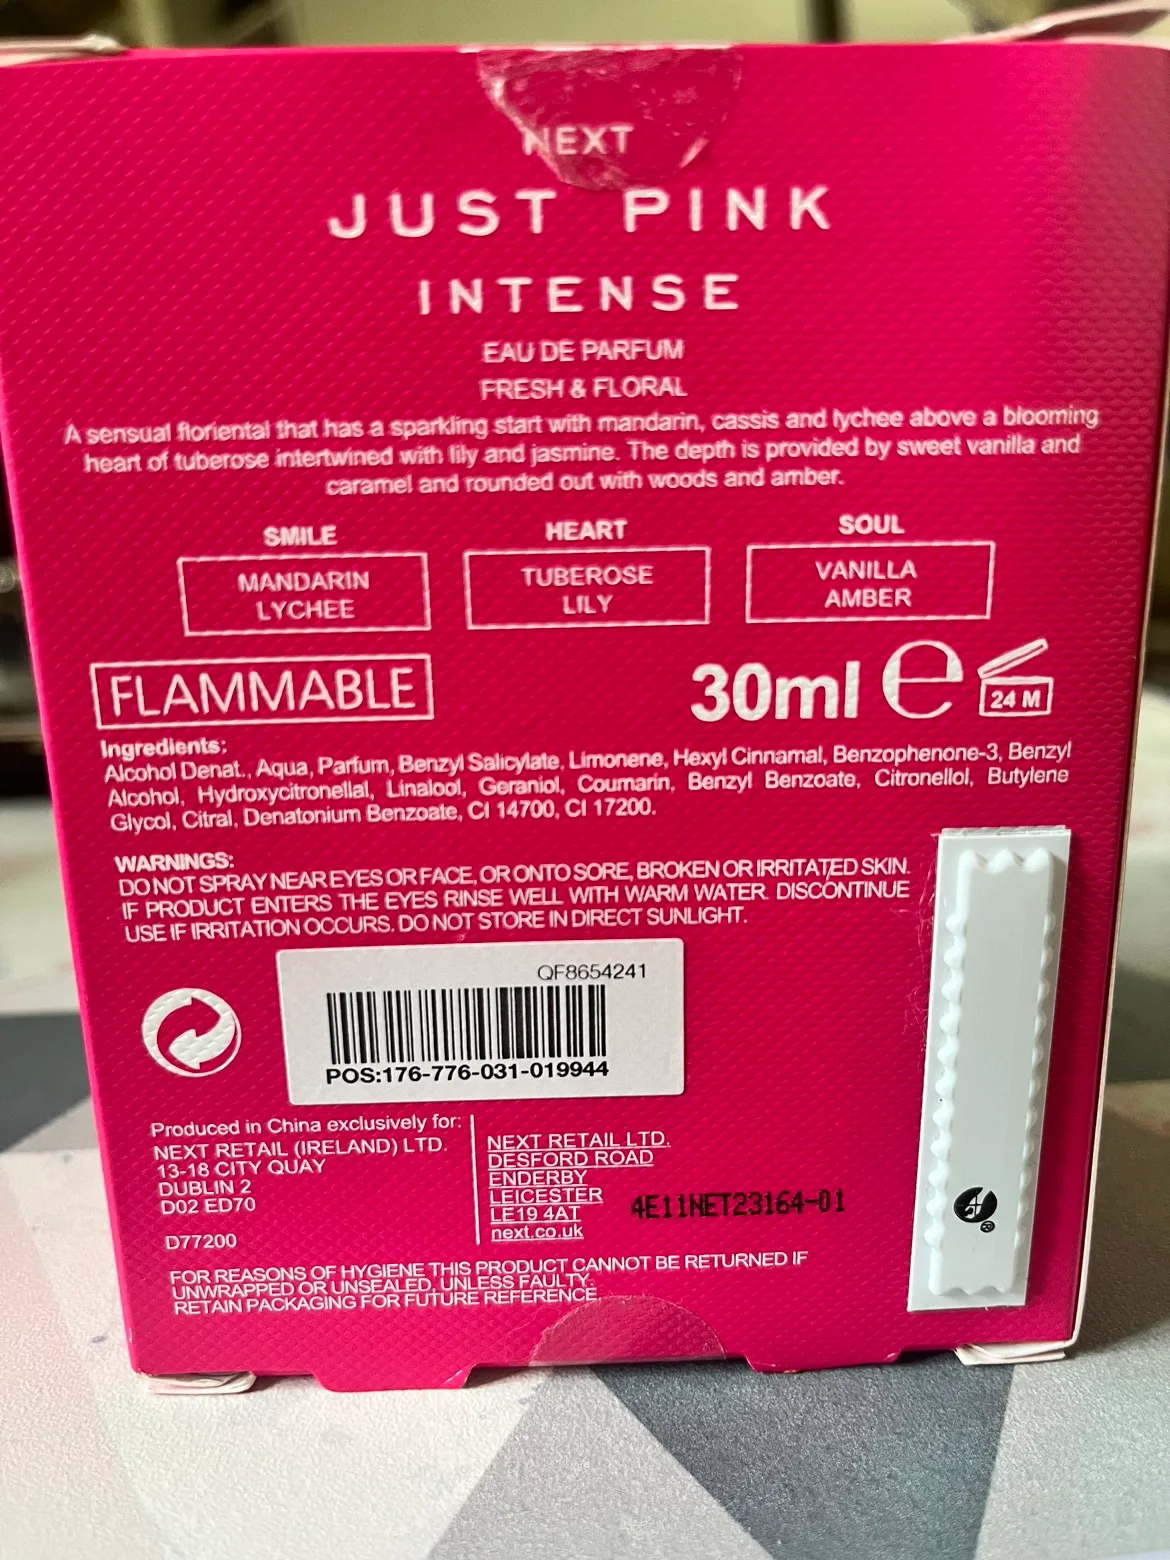 NEXT
JUST PINK
INTENSE
EAU DE PARFUM
FRESH & FLORAL
A sensual floriental that has a sparkling start with mandarin, cassis and lychee above a blooming
heart of tuberose intertwined with lily and jasmine. The depth is provided by sweet vanilla and
caramel and rounded out with woods and amber.
SMILE
MANDARIN
LYCHEE
HEART
TUBEROSE
LILY
SOUL
VANILLA
AMBER
FLAMMABLE
30ml e
24 M
Ingredients:
Alcohol Denat., Aqua, Parfum, Benzyl Salicylate, Limonene, Hexyl Cinnamal, Benzophenone-3, Benzyl
Alcohol, Hydroxycitronellal, Linalool, Geraniol, Coumarin, Benzyl Benzoate, Citronellol, Butylene
Glycol, Citral, Denatonium Benzoate, CI 14700, CI 17200.
WARNINGS:
DO NOT SPRAY NEAR EYES OR FACE, OR ONTO SORE, BROKEN OR IRRITATED SKIN.
IF PRODUCT ENTERS THE EYES RINSE WELL WITH WARM WATER. DISCONTINUE
USE IF IRRITATION OCCURS. DO NOT STORE IN DIRECT SUNLIGHT.
QF8654241
POS:176-776-031-019944
Produced in China exclusively for:
NEXT RETAIL (IRELAND) LTD.
13-18 CITY QUAY
DUBLIN 2
D02 ED70
D77200
NEXT RETAIL LTD.
DESFORD ROAD
ENDERBY
LEICESTER
LE19 4AT
next.co.uk
4E11NET23164-01
FOR REASONS OF HYGIENE THIS PRODUCT CANNOT BE RETURNED IF
UNWRAPPED OR UNSEALED, UNLESS FAULTY.
RETAIN PACKAGING FOR FUTURE REFERENCE.